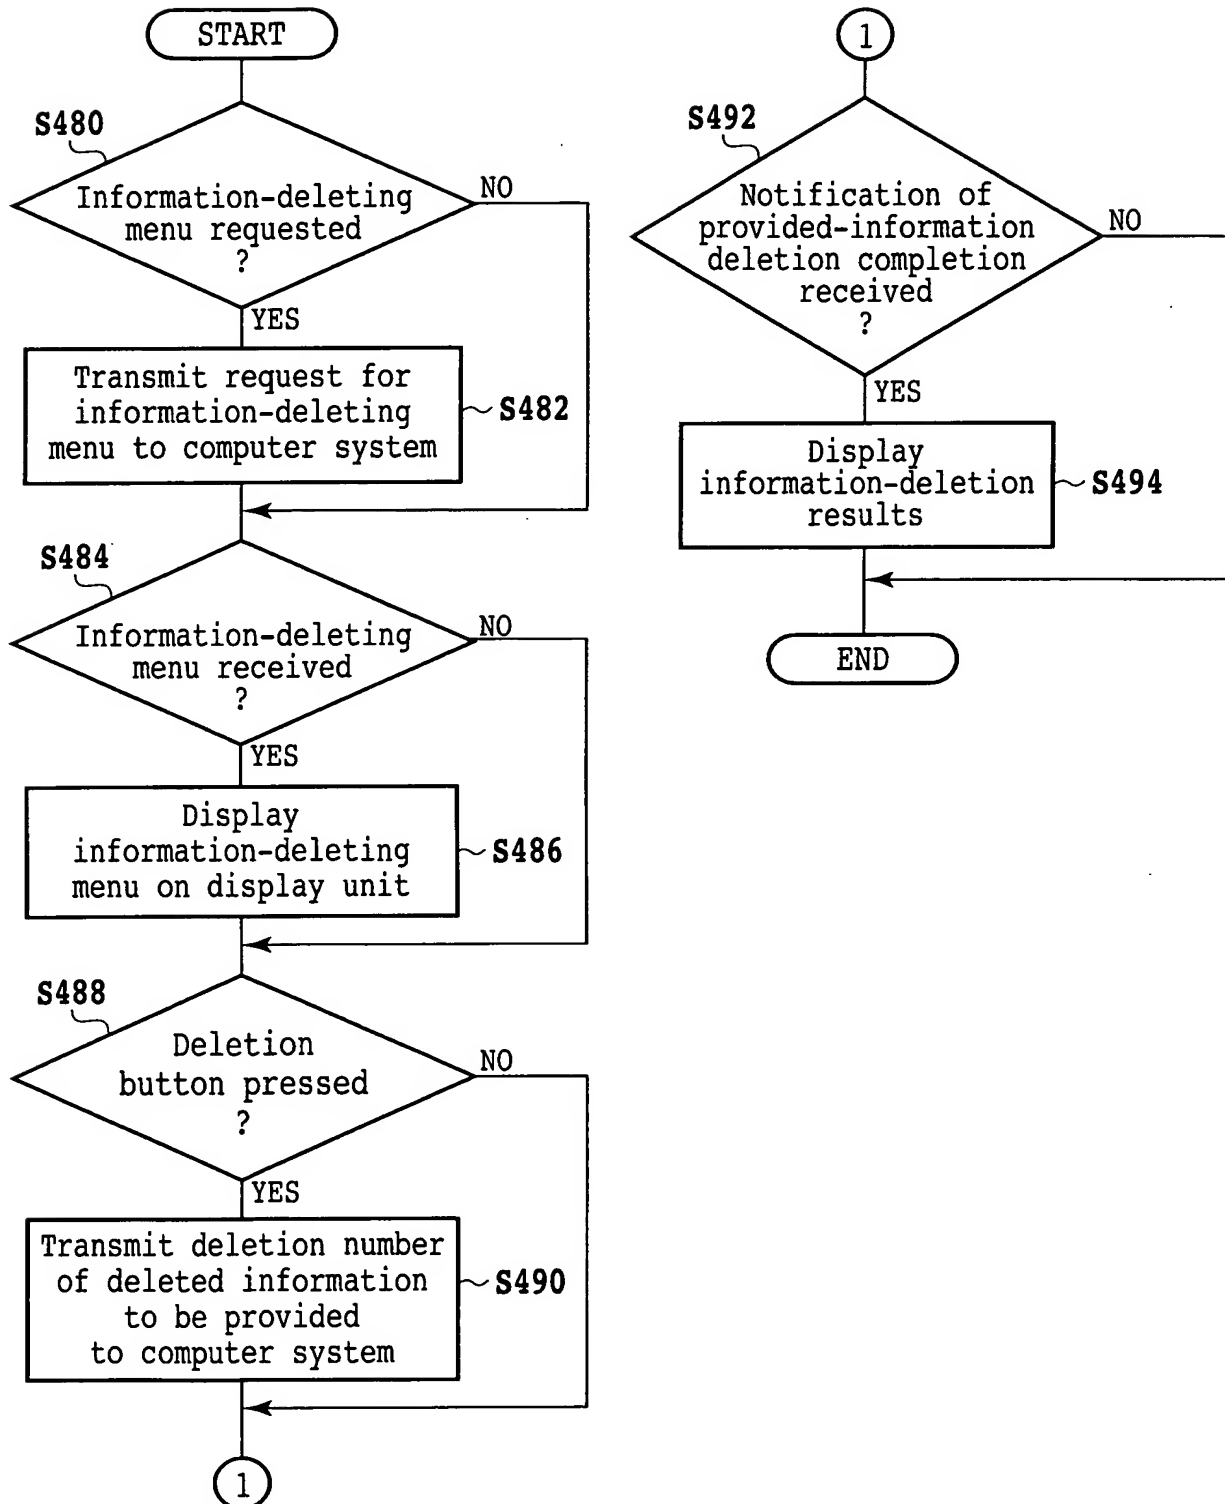 START
S480
Information-deleting
menu requested
?
NO
YES
Transmit request for
information-deleting
menu to computer system
S482
S484
Information-deleting
menu received
?
NO
YES
Display
information-deleting
menu on display unit
S486
S488
Deletion
button pressed
?
NO
YES
Transmit deletion number
of deleted information
to be provided
to computer system
S490
1
1
S492
Notification of
provided-information
deletion completion
received
?
NO
YES
Display
information-deletion
results
S494
END